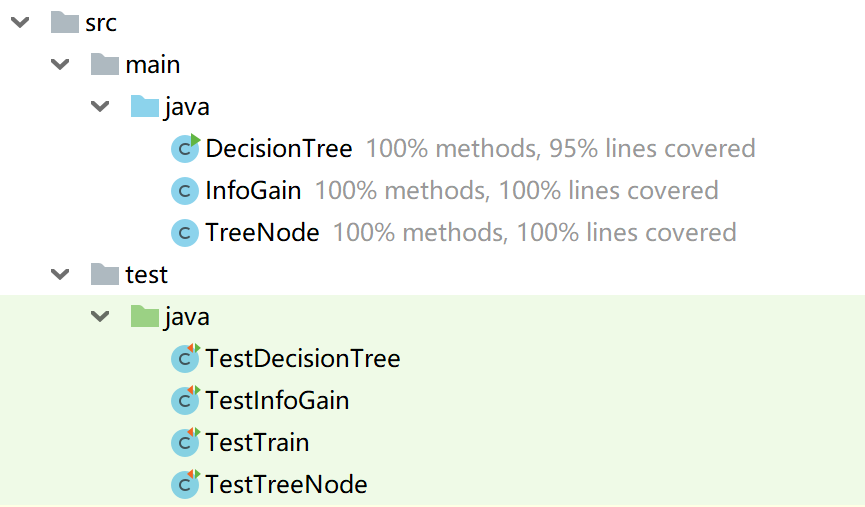 src
main
java
DecisionTree 100% methods, 95% lines covered
InfoGain 100% methods, 100% lines covered
TreeNode 100% methods, 100% lines covered
test
java
TestDecisionTree
TestInfoGain
TestTrain
TestTreeNode